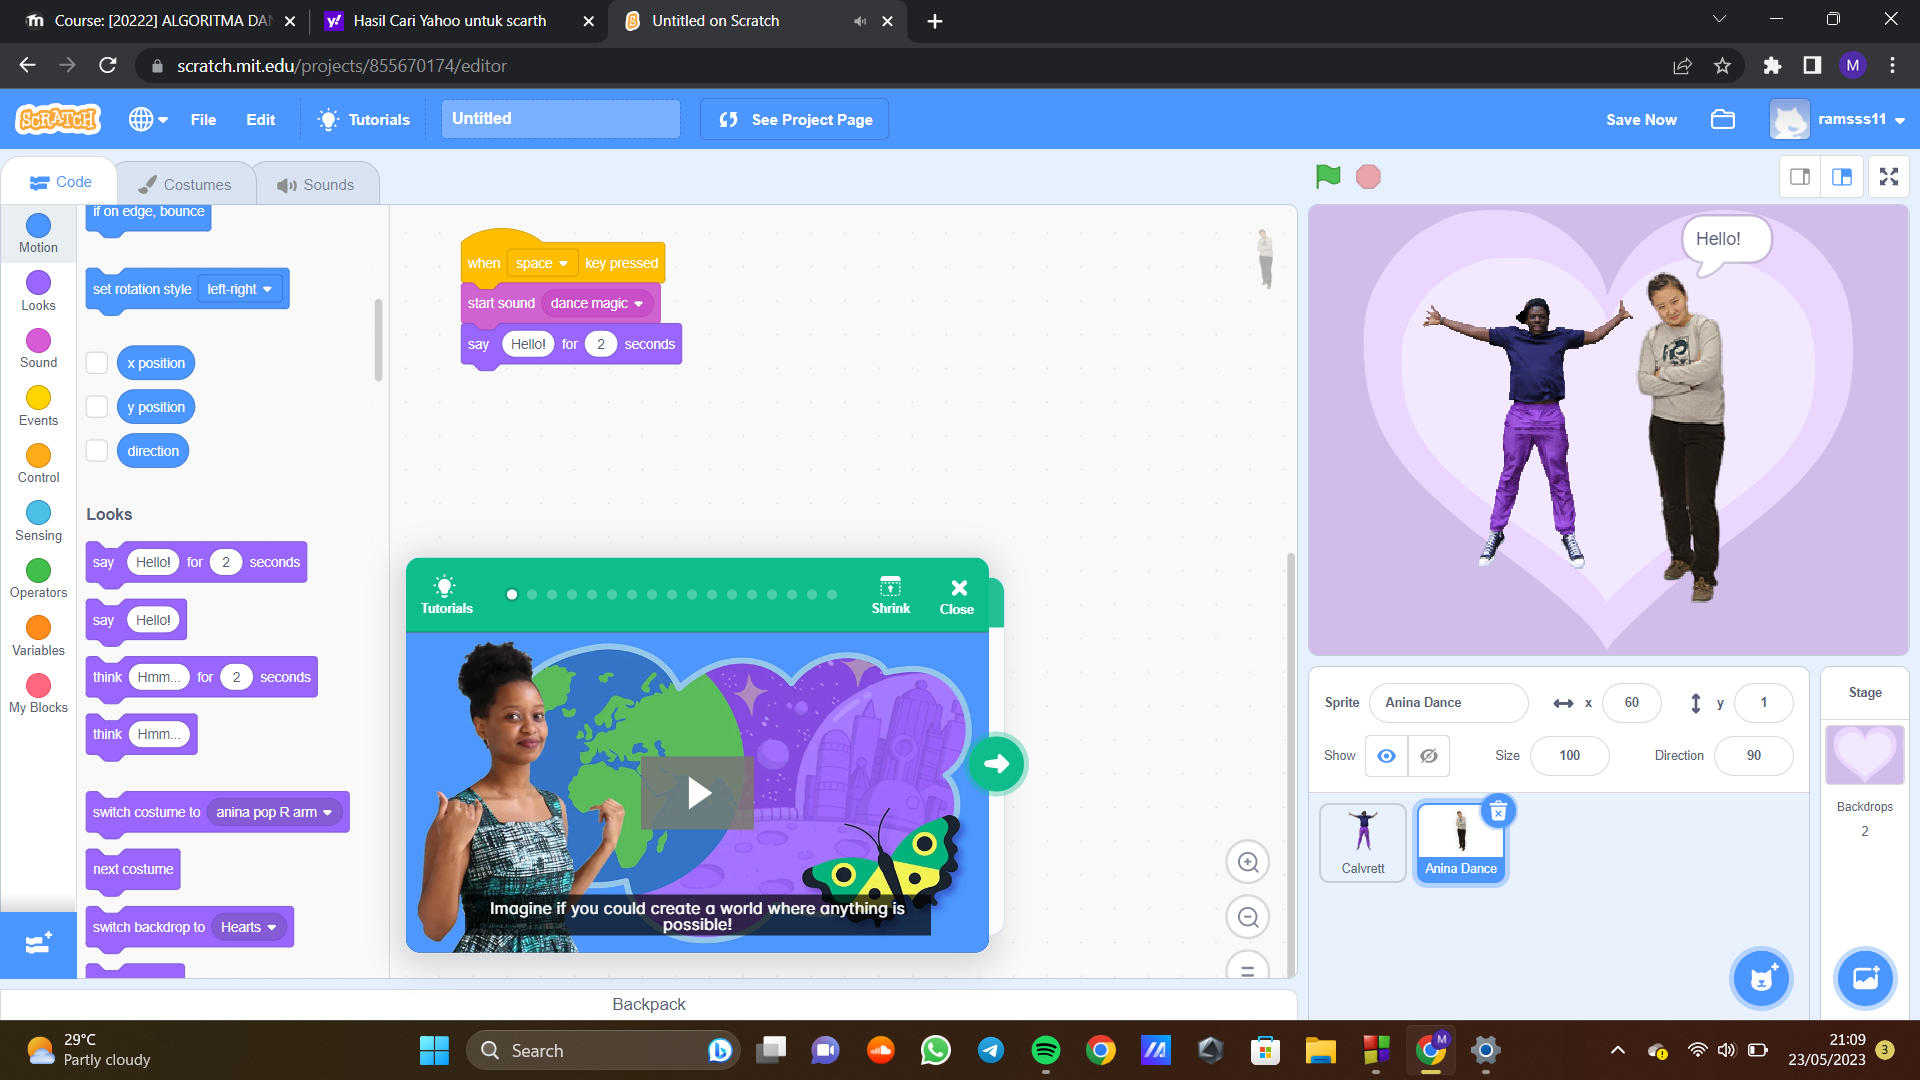 Course: [20222] ALGORITMA DAN
Hasil Cari Yahoo untuk scarth
Untitled on Scratch
scratch.mit.edu/projects/855670174/editor
M
SCRATCH
File
Edit
Tutorials
Untitled
See Project Page
Save Now
ramsss11
Code
Costumes
Sounds
Motion
Looks
Sound
Events
Control
Sensing
Operators
Variables
My Blocks
if on edge, bounce
set rotation style left-right
x position
y position
direction
Looks
say Hello! for 2 seconds
say Hello!
think Hmm... for 2 seconds
think Hmm...
switch costume to anina pop R arm
next costume
switch backdrop to Hearts
when space key pressed
start sound dance magic
say Hello! for 2 seconds
Tutorials
Shrink
Close
Imagine if you could create a world where anything is
possible!
Backpack
Hello!
Sprite Anina Dance x 60 y 1
Show Size 100 Direction 90
Calvrett
Anina Dance
Stage
Backdrops
2
29°C
Partly cloudy
Search
M
21:09
23/05/2023
3